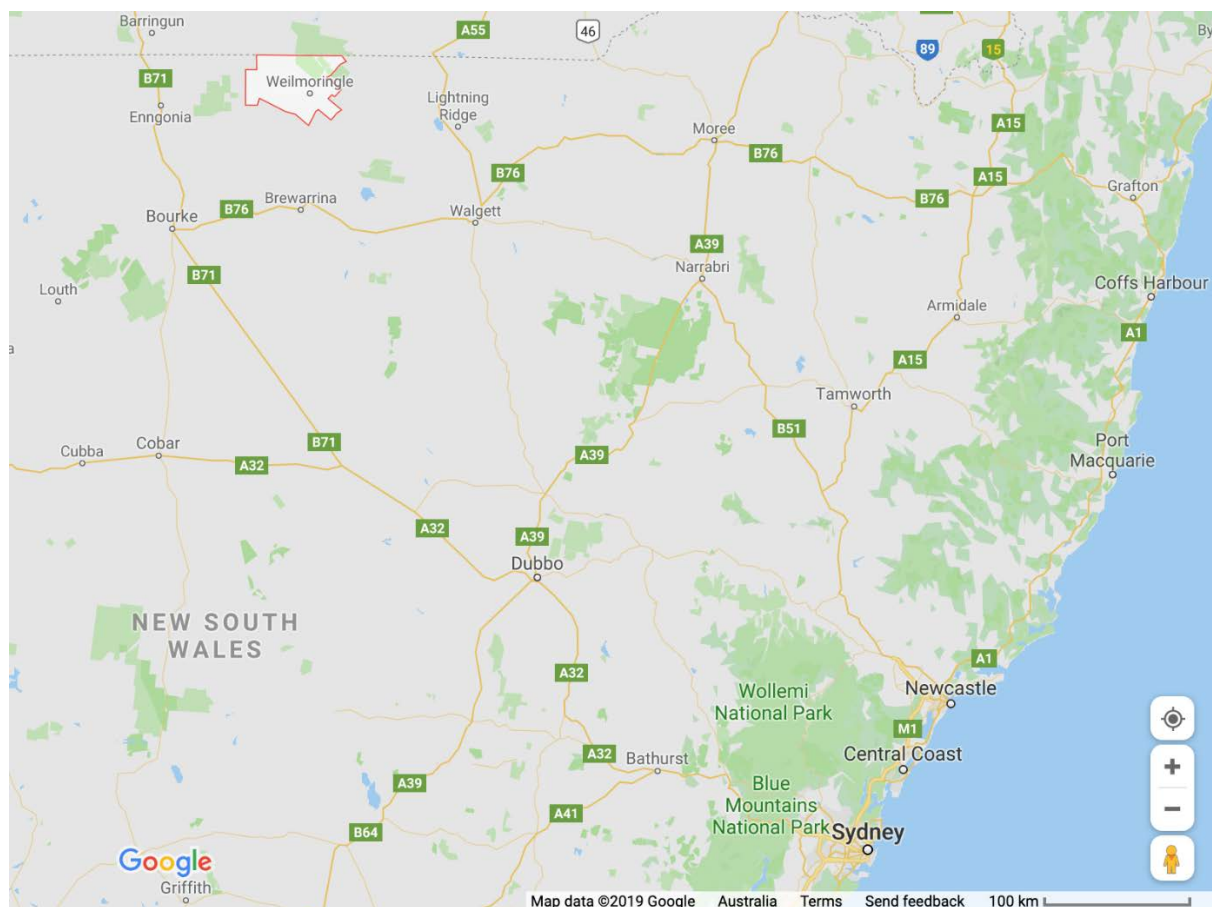 Barringun
A55
46
By
89
15
B71
Weilmoringle
Enngonia
Lightning
Ridge
Moree
A15
B76
A15
B76
B76
Brewarrina
B76
Grafton
Bourke
Walgett
A39
B71
Narrabri
Louth
Coffs Harbour
Armidale
A1
a
A15
Tamworth
B51
B71
Cobar
Cubba
A32
A39
Port
Macquarie
A32
A39
Dubbo
NEW SOUTH
WALES
A1
A32
Wollemi
National Park
Newcastle
M1
A32
Bathurst
Central Coast
A39
Blue
Mountains
National Park
A41
B64
Sydney
Google
Griffith
Map data ©2019 Google Australia Terms Send feedback 100 km